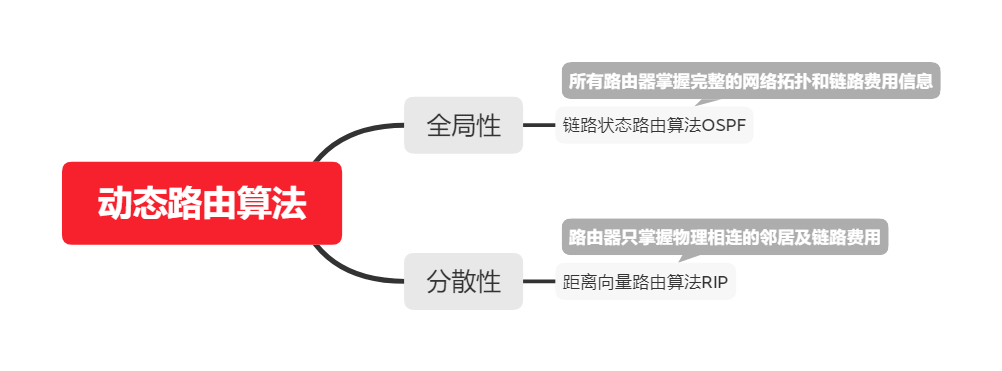 动态路由算法
全局性
所有路由器掌握完整的网络拓扑和链路费用信息
链路状态路由算法OSPF
分散性
路由器只掌握物理相连的邻居及链路费用
距离向量路由算法RIP